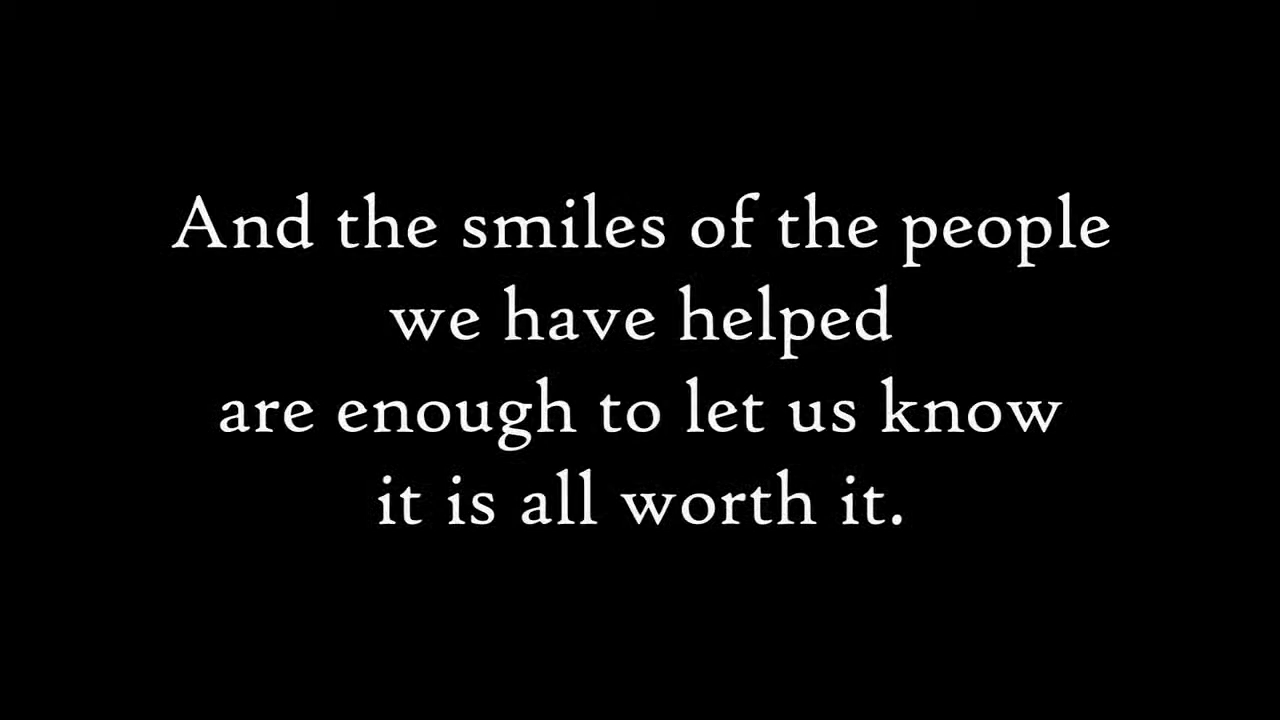 And the smiles of the people
we have helped
are enough to let us know
it is all worth it.